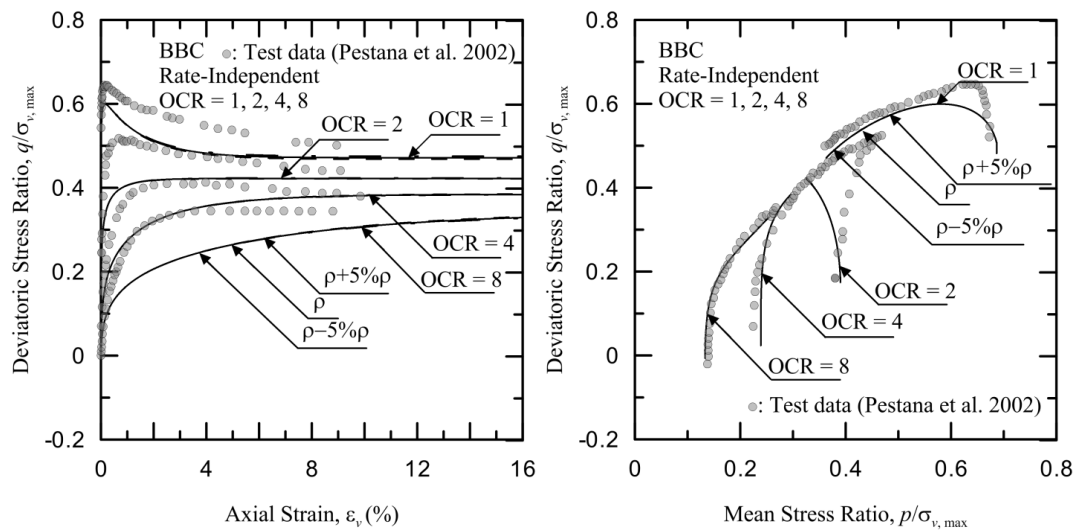 0.8
0.6
0.4
0.2
0
-0.2
Deviatoric Stress Ratio, q/σv, max
BBC
: Test data (Pestana et al. 2002)
Rate-Independent
OCR = 1, 2, 4, 8
OCR = 2
OCR = 1
OCR = 4
OCR = 8
ρ+5%ρ
ρ
ρ−5%ρ
0
4
8
12
16
Axial Strain, εv (%)
0.8
0.6
0.4
0.2
0
-0.2
Deviatoric Stress Ratio, q/σv, max
BBC
Rate-Independent
OCR = 1, 2, 4, 8
OCR = 1
ρ+5%ρ
ρ
ρ−5%ρ
OCR = 2
OCR = 4
OCR = 8
: Test data (Pestana et al. 2002)
0
0.2
0.4
0.6
0.8
Mean Stress Ratio, p/σv, max